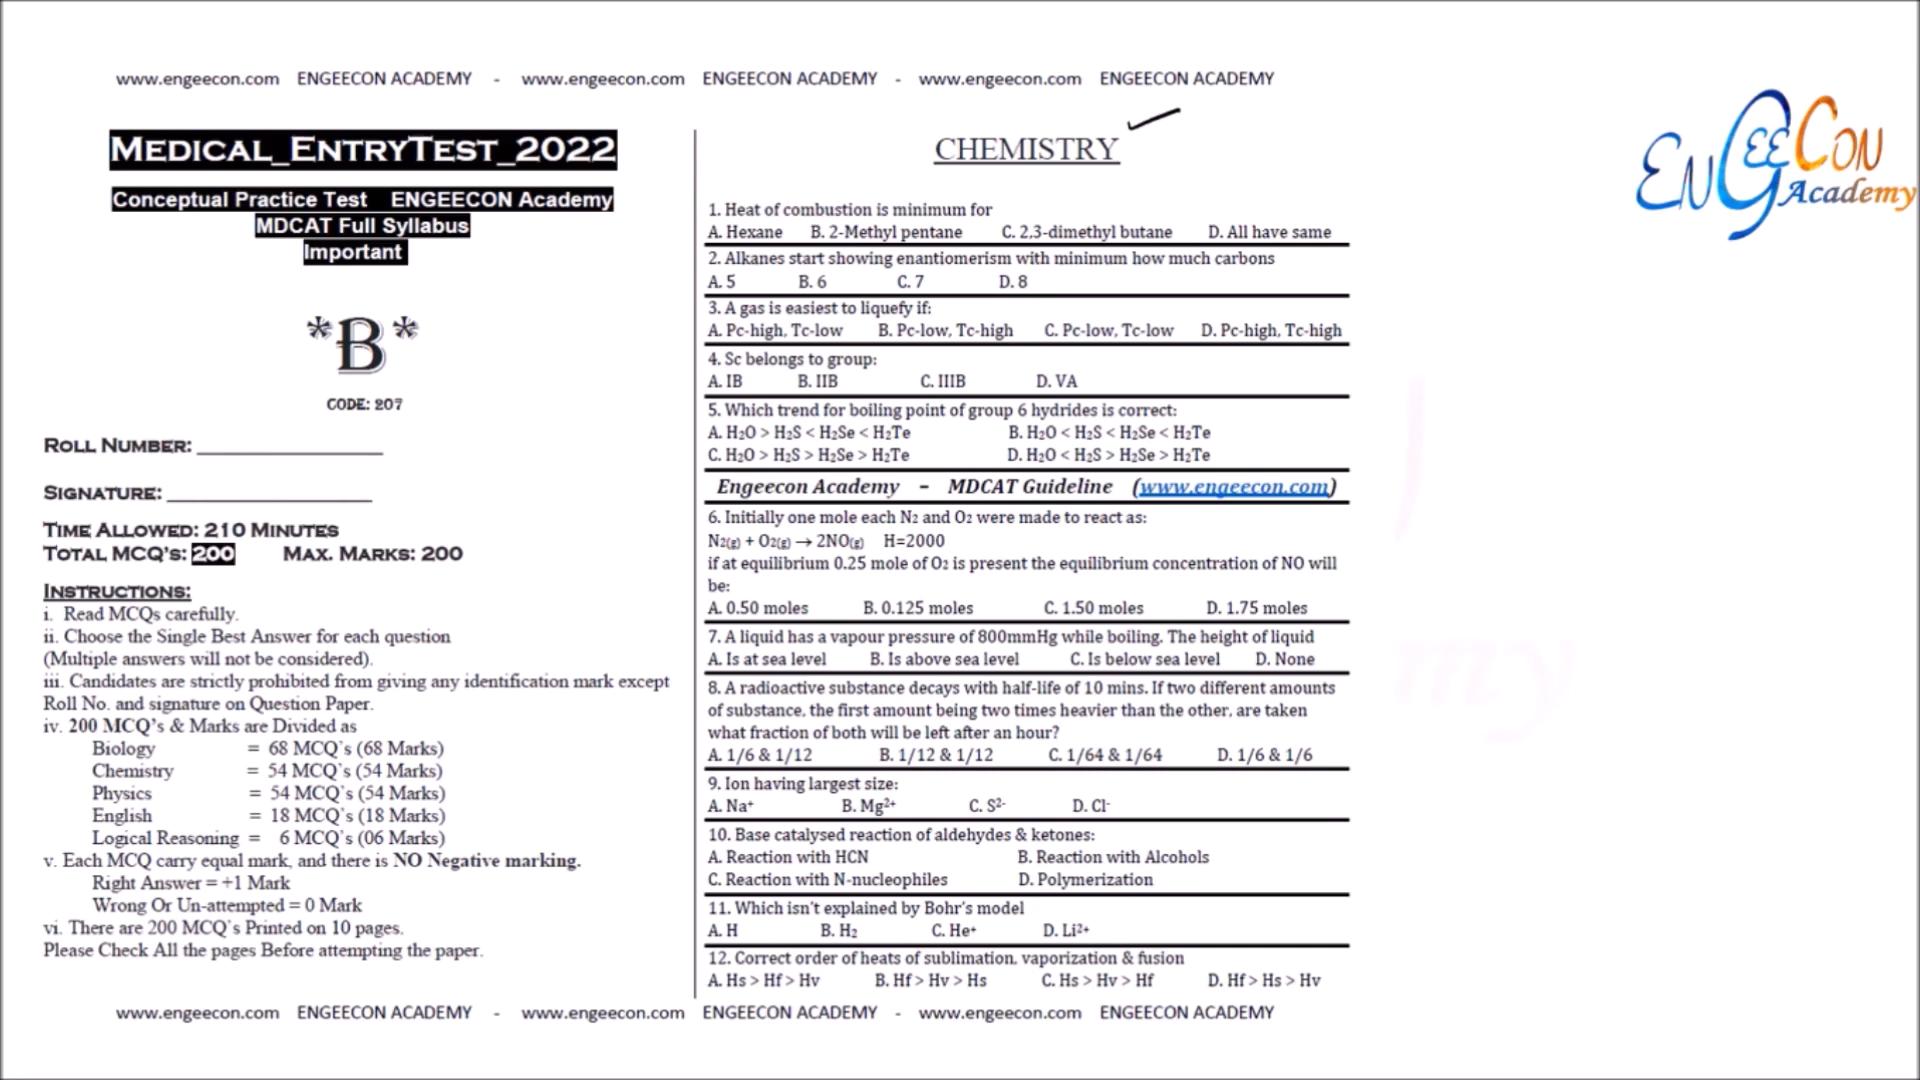 www.engeecon.com ENGEECON ACADEMY - www.engeecon.com ENGEECON ACADEMY - www.engeecon.com ENGEECON ACADEMY
ENGEECON Academy
MEDICAL_ENTRYTEST_2022
Conceptual Practice Test ENGEECON Academy
MDCAT Full Syllabus
Important
*B*
CODE: 207
ROLL NUMBER: ____________________
SIGNATURE: ______________________
TIME ALLOWED: 210 MINUTES
TOTAL MCQ'S: 200 MAX. MARKS: 200
INSTRUCTIONS:
i. Read MCQs carefully.
ii. Choose the Single Best Answer for each question
(Multiple answers will not be considered).
iii. Candidates are strictly prohibited from giving any identification mark except
Roll No. and signature on Question Paper.
iv. 200 MCQ's & Marks are Divided as
Biology = 68 MCQ's (68 Marks)
Chemistry = 54 MCQ's (54 Marks)
Physics = 54 MCQ's (54 Marks)
English = 18 MCQ's (18 Marks)
Logical Reasoning = 6 MCQ's (06 Marks)
v. Each MCQ carry equal mark, and there is NO Negative marking.
Right Answer = +1 Mark
Wrong Or Un-attempted = 0 Mark
vi. There are 200 MCQ's Printed on 10 pages.
Please Check All the pages Before attempting the paper.
CHEMISTRY
1. Heat of combustion is minimum for
A. Hexane B. 2-Methyl pentane C. 2,3-dimethyl butane D. All have same
2. Alkanes start showing enantiomerism with minimum how much carbons
A. 5 B. 6 C. 7 D. 8
3. A gas is easiest to liquefy if:
A. Pc-high, Tc-low B. Pc-low, Tc-high C. Pc-low, Tc-low D. Pc-high, Tc-high
4. Sc belongs to group:
A. IB B. IIB C. IIIB D. VA
5. Which trend for boiling point of group 6 hydrides is correct:
A. H₂O > H₂S < H₂Se < H₂Te B. H₂O < H₂S < H₂Se < H₂Te
C. H₂O > H₂S > H₂Se > H₂Te D. H₂O < H₂S > H₂Se > H₂Te
Engeecon Academy – MDCAT Guideline (www.engeecon.com)
6. Initially one mole each N₂ and O₂ were made to react as:
N₂(g) + O₂(g) → 2NO(g) H=2000
if at equilibrium 0.25 mole of O₂ is present the equilibrium concentration of NO will
be:
A. 0.50 moles B. 0.125 moles C. 1.50 moles D. 1.75 moles
7. A liquid has a vapour pressure of 800mmHg while boiling. The height of liquid
A. Is at sea level B. Is above sea level C. Is below sea level D. None
8. A radioactive substance decays with half-life of 10 mins. If two different amounts
of substance, the first amount being two times heavier than the other, are taken
what fraction of both will be left after an hour?
A. 1/6 & 1/12 B. 1/12 & 1/12 C. 1/64 & 1/64 D. 1/6 & 1/6
9. Ion having largest size:
A. Na⁺ B. Mg²⁺ C. S²⁻ D. Cl⁻
10. Base catalysed reaction of aldehydes & ketones:
A. Reaction with HCN B. Reaction with Alcohols
C. Reaction with N-nucleophiles D. Polymerization
11. Which isn't explained by Bohr's model
A. H B. H₂ C. He⁺ D. Li²⁺
12. Correct order of heats of sublimation, vaporization & fusion
A. Hs > Hf > Hv B. Hf > Hv > Hs C. Hs > Hv > Hf D. Hf > Hs > Hv
www.engeecon.com ENGEECON ACADEMY - www.engeecon.com ENGEECON ACADEMY - www.engeecon.com ENGEECON ACADEMY